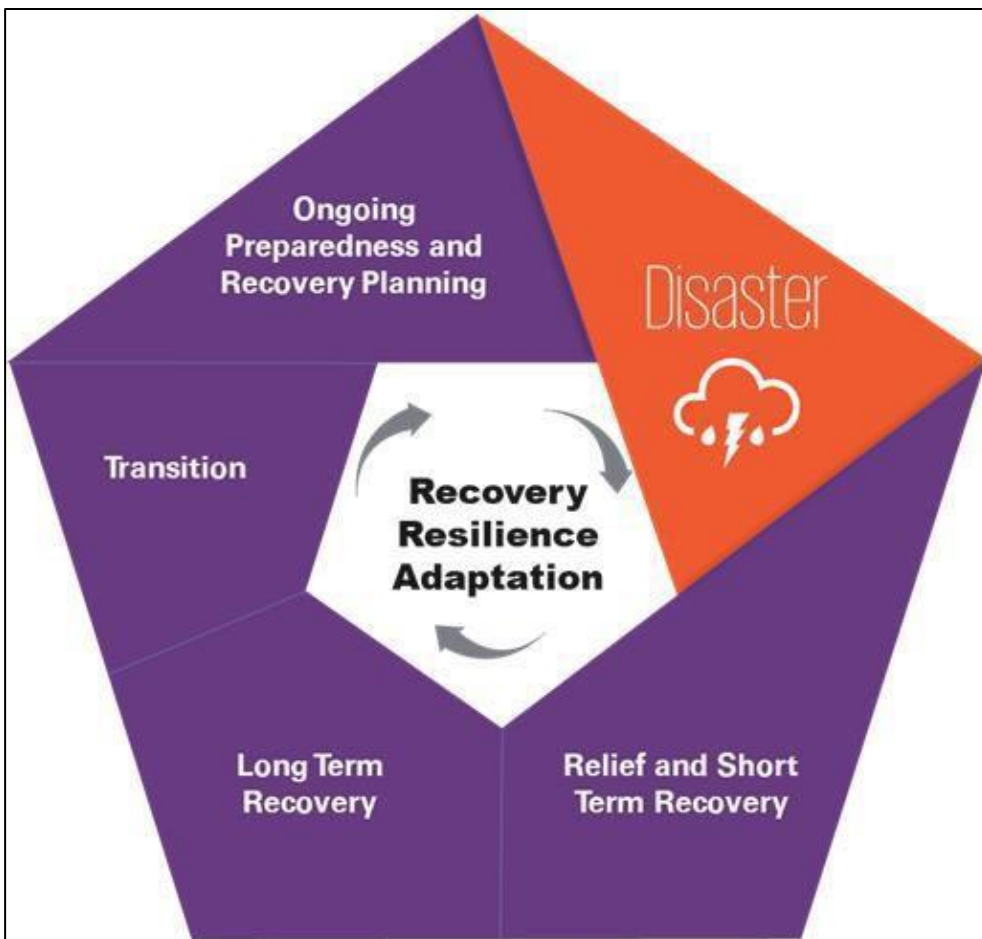 Ongoing
Preparedness and
Recovery Planning
Disaster
Transition
Recovery
Resilience
Adaptation
Long Term
Recovery
Relief and Short
Term Recovery